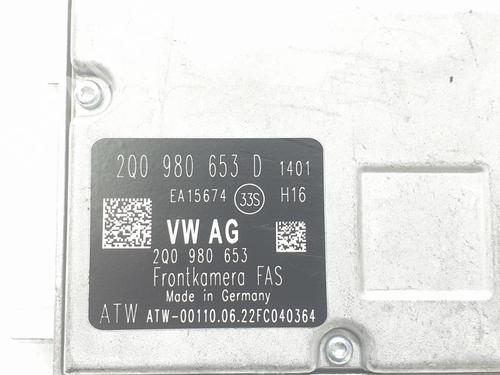 2Q0 980 653 D 1401
EA15674 33S H16
VW AG
2Q0 980 653
Frontkamera FAS
Made in Germany
ATW ATW-00110.06.22FC040364